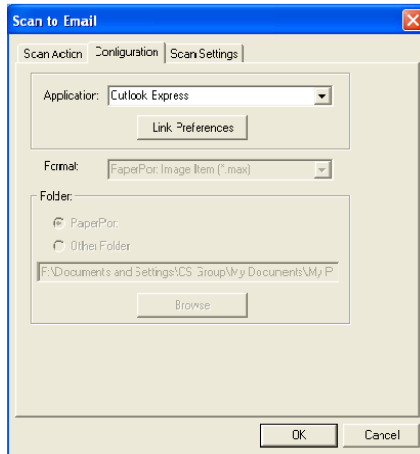 Scan to Email
Scan Action Configuration Scan Settings
Application: Outlook Express
Link Preferences
Format: PaperPort Image Item (*.max)
Folder:
PaperPort
Other Folder
F:\Documents and Settings\CS Group\My Documents\My P
Browse
OK Cancel